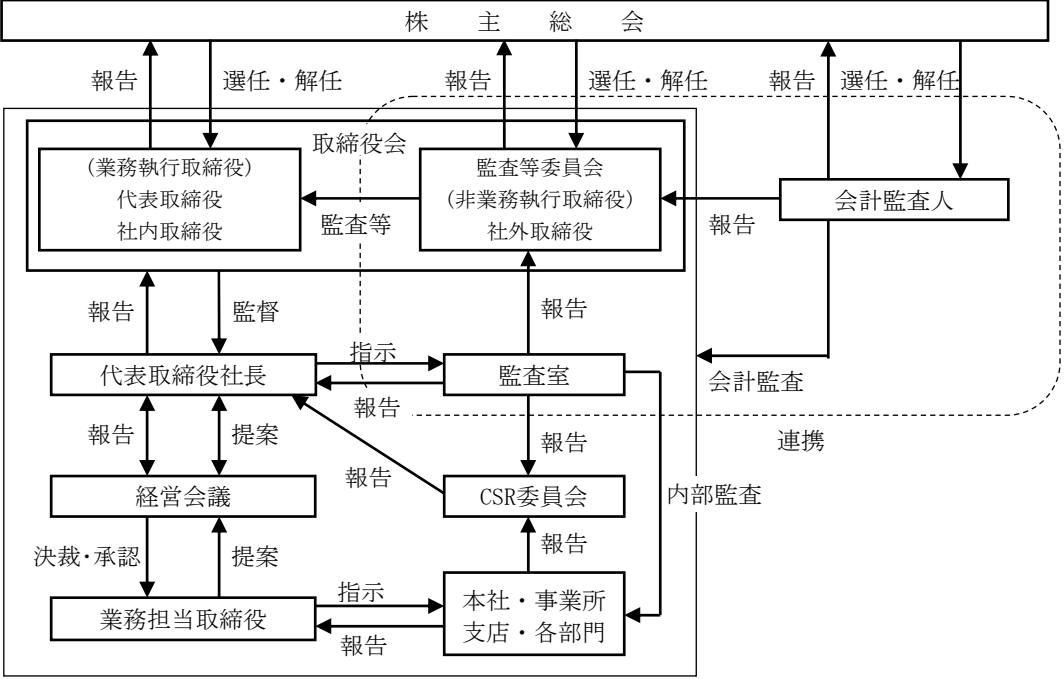 株主総会
報告
選任・解任
報告
選任・解任
報告
選任・解任
取締役会
(業務執行取締役)
代表取締役
社内取締役
監査等
監査等委員会
(非業務執行取締役)
社外取締役
報告
会計監査人
報告
監督
報告
会計監査
代表取締役社長
指示
報告
監査室
連携
報告
提案
報告
報告
内部監査
経営会議
CSR委員会
決裁・承認
提案
報告
業務担当取締役
指示
報告
本社・事業所
支店・各部門